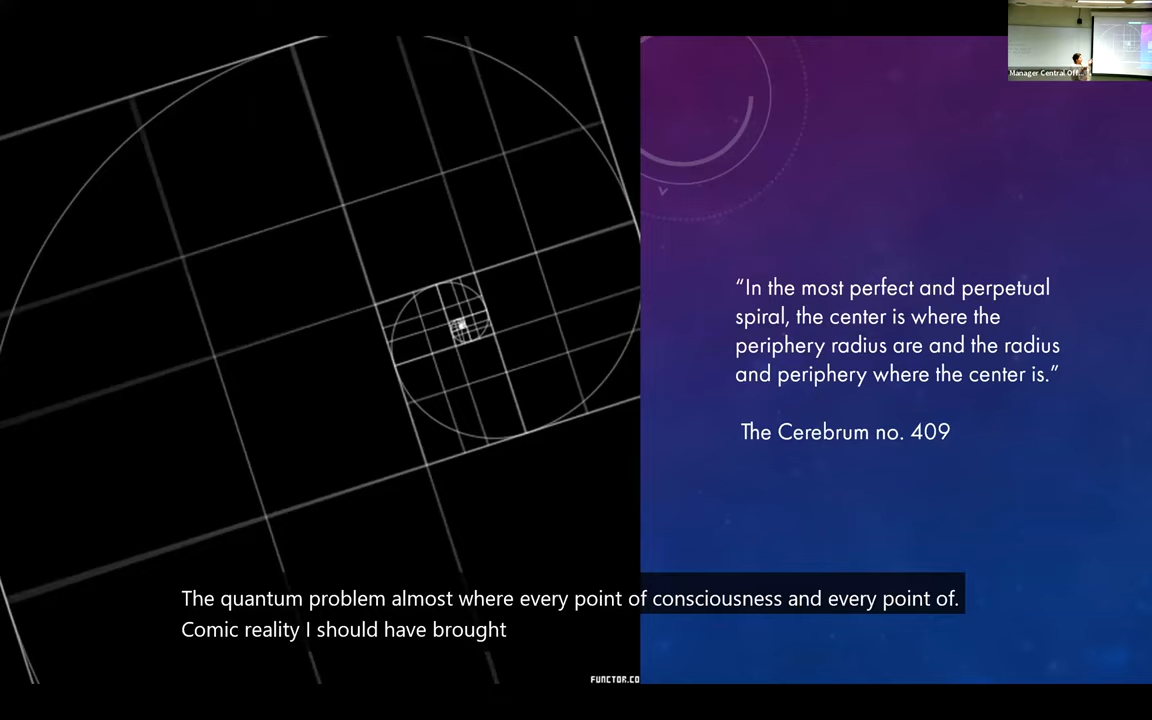 Manager Central Off...
“In the most perfect and perpetual
spiral, the center is where the
periphery radius are and the radius
and periphery where the center is.”
The Cerebrum no. 409
The quantum problem almost where every point of consciousness and every point of.
Comic reality I should have brought
FUNCTOR.CO